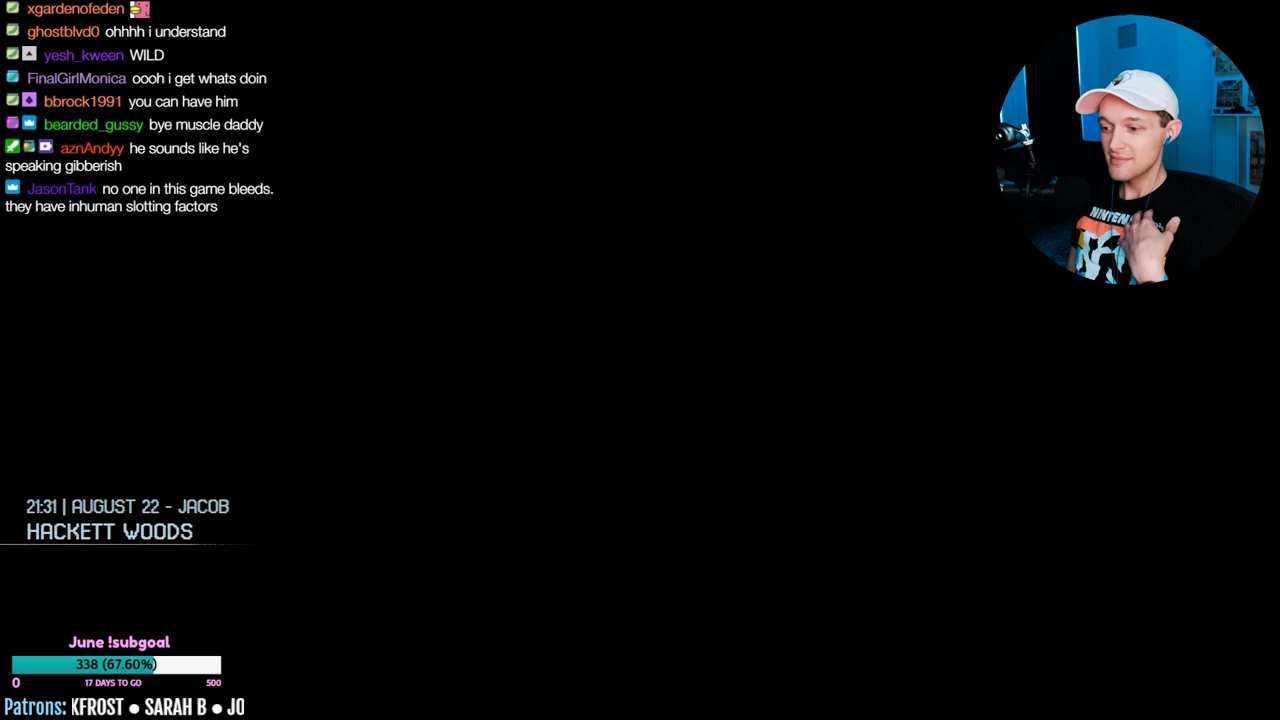 xgardenofeden
ghostblvd0 ohhhh i understand
yesh_kween WILD
FinalGirlMonica oooh i get whats doin
bbrock1991 you can have him
bearded_gussy bye muscle daddy
aznAndyy he sounds like he's
speaking gibberish
JasonTank no one in this game bleeds.
they have inhuman slotting factors
NINTEN
21:31 | AUGUST 22 - JACOB
HACKETT WOODS
June !subgoal
338 (67.60%)
0 17 DAYS TO GO 500
Patrons: KFROST ● SARAH B ● JO